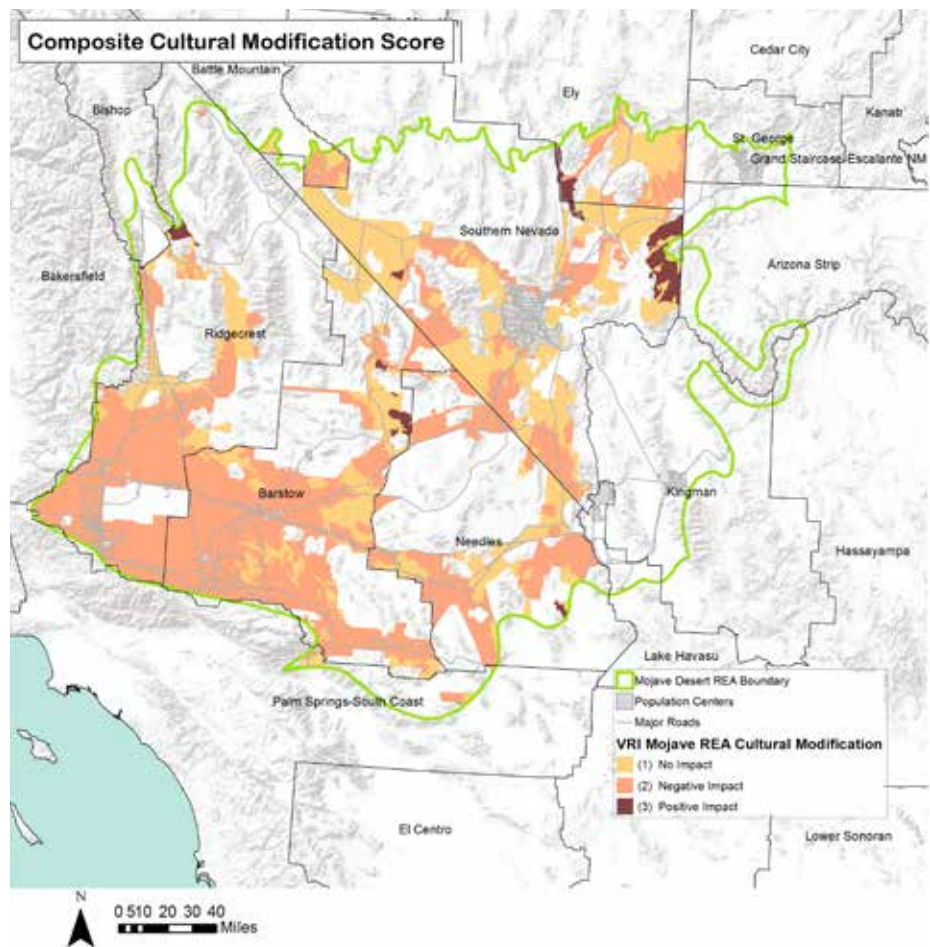 Composite Cultural Modification Score
Battle Mountain
Cedar City
Ely
Bishop
Kanab
St. George
Grand Staircase-Escalante NM
Southern Nevada
Arizona Strip
Bakersfield
Ridgecrest
Barstow
Kingman
Needles
Hassayampa
Lake Havasu
Palm Springs-South Coast
Mojave Desert REA Boundary
Population Centers
Major Roads
VRI Mojave REA Cultural Modification
(1) No Impact
(2) Negative Impact
(3) Positive Impact
El Centro
Lower Sonoran
N
0 5 10 20 30 40
Miles